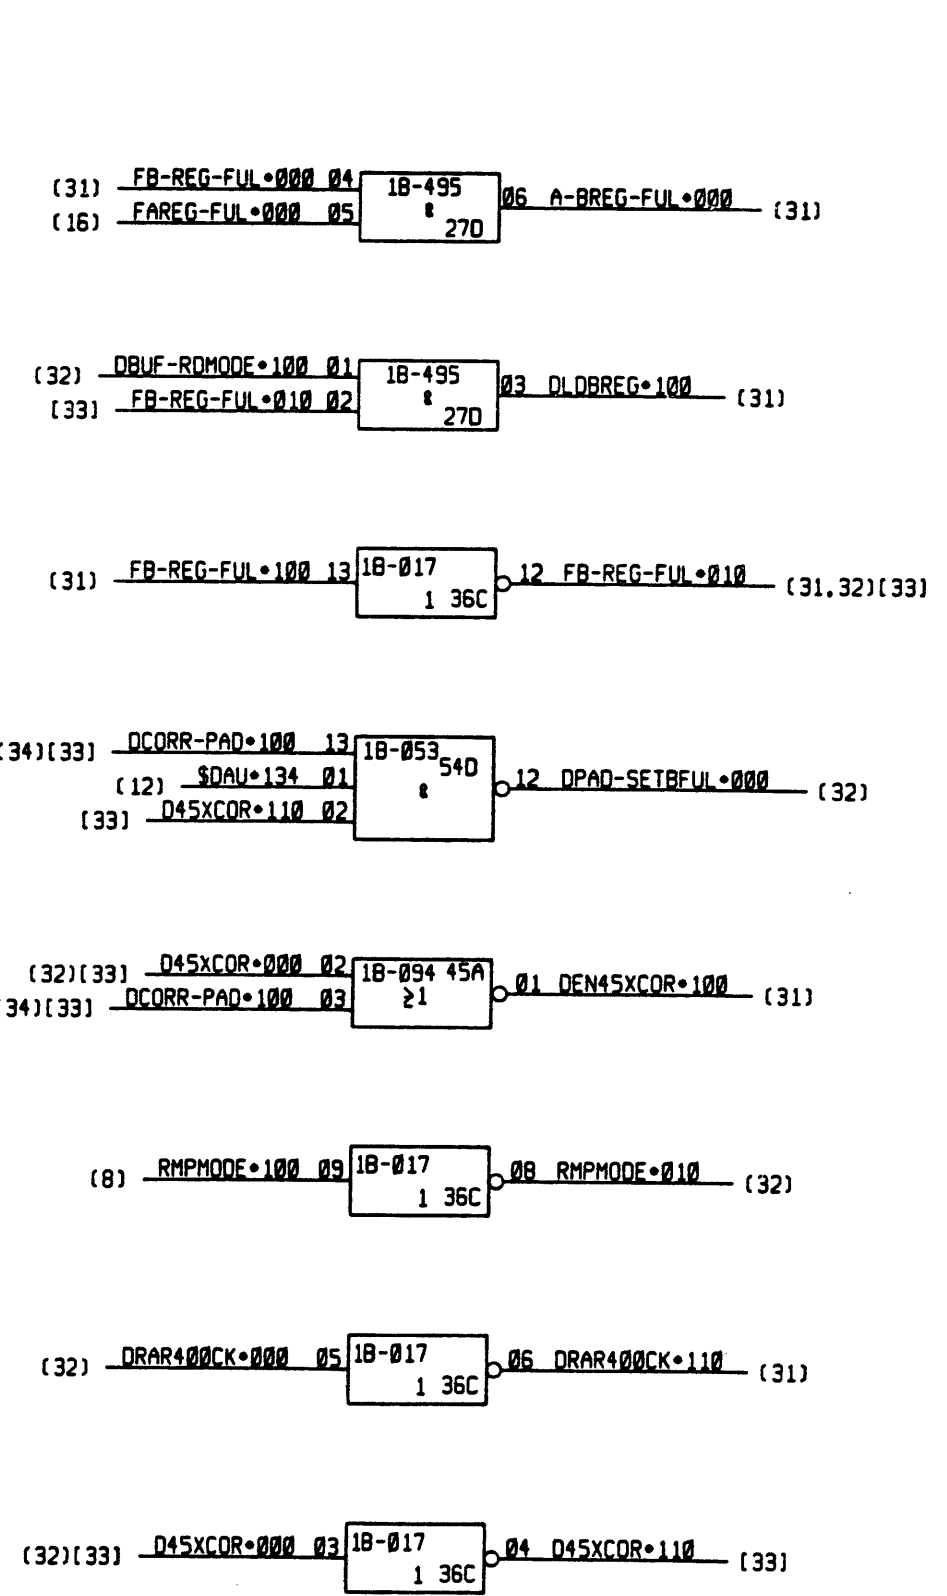 (31) FB-REG-FUL•000 04 1B-495 06 A-BREG-FUL•000 (31)
(16) FAREG-FUL•000 05 & 27D
(32) DBUF-RDMODE•100 01 1B-495 03 DLDBREG•100 (31)
[33] FB-REG-FUL•010 02 & 27D
(31) FB-REG-FUL•100 13 1B-017 12 FB-REG-FUL•010 (31,32)[33]
1 36C
(34)[33] DCORR-PAD•100 13 1B-053 54D
(12) $DAU•134 01 & 12 DPAD-SETBFUL•000 (32)
[33] D45XCOR•110 02
(32)[33] D45XCOR•000 02 1B-094 45A 01 DEN45XCOR•100 (31)
34)[33] DCORR-PAD•100 03 ≥1
(8) RMPMODE•100 09 1B-017 08 RMPMODE•010 (32)
1 36C
(32) DRAR400CK•000 05 1B-017 06 DRAR400CK•110 (31)
1 36C
(32)[33] D45XCOR•000 03 1B-017 04 D45XCOR•110 [33]
1 36C